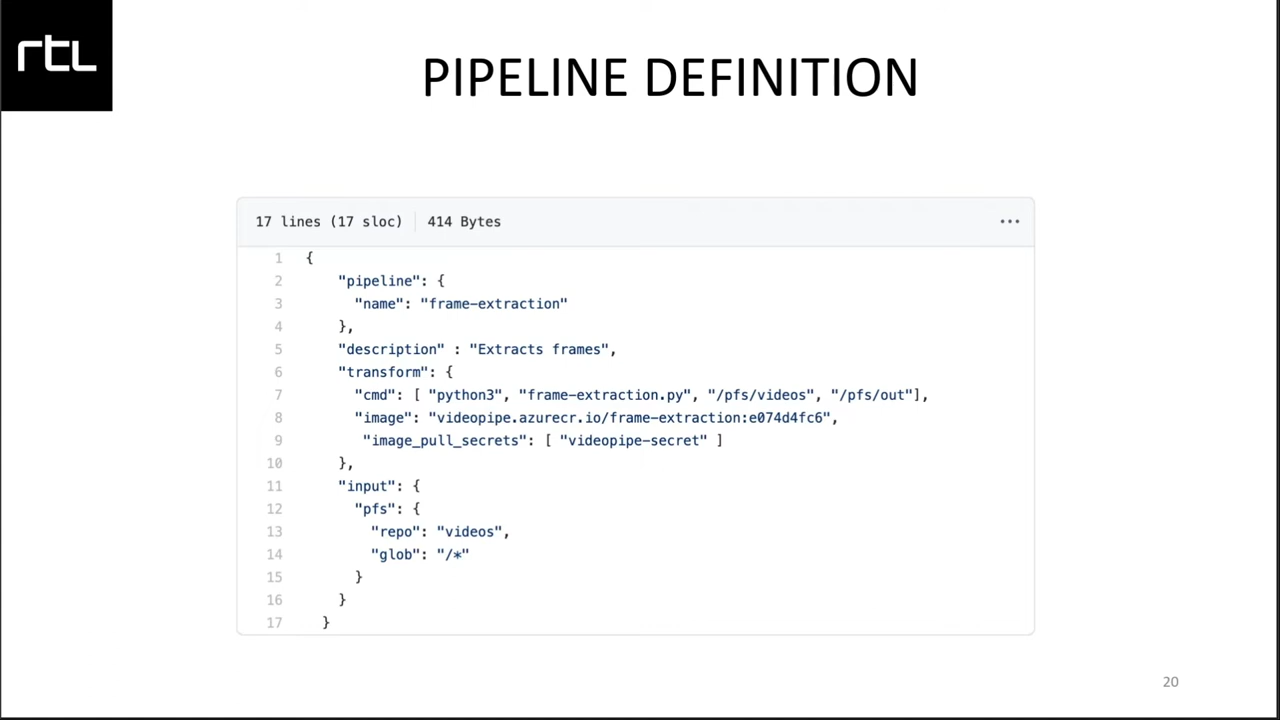 rtl
PIPELINE DEFINITION
17 lines (17 sloc) 414 Bytes ...
1 {
2 "pipeline": {
3 "name": "frame-extraction"
4 },
5 "description" : "Extracts frames",
6 "transform": {
7 "cmd": [ "python3", "frame-extraction.py", "/pfs/videos", "/pfs/out"],
8 "image": "videopipe.azurecr.io/frame-extraction:e074d4fc6",
9 "image_pull_secrets": [ "videopipe-secret" ]
10 },
11 "input": {
12 "pfs": {
13 "repo": "videos",
14 "glob": "/*"
15 }
16 }
17 }
20